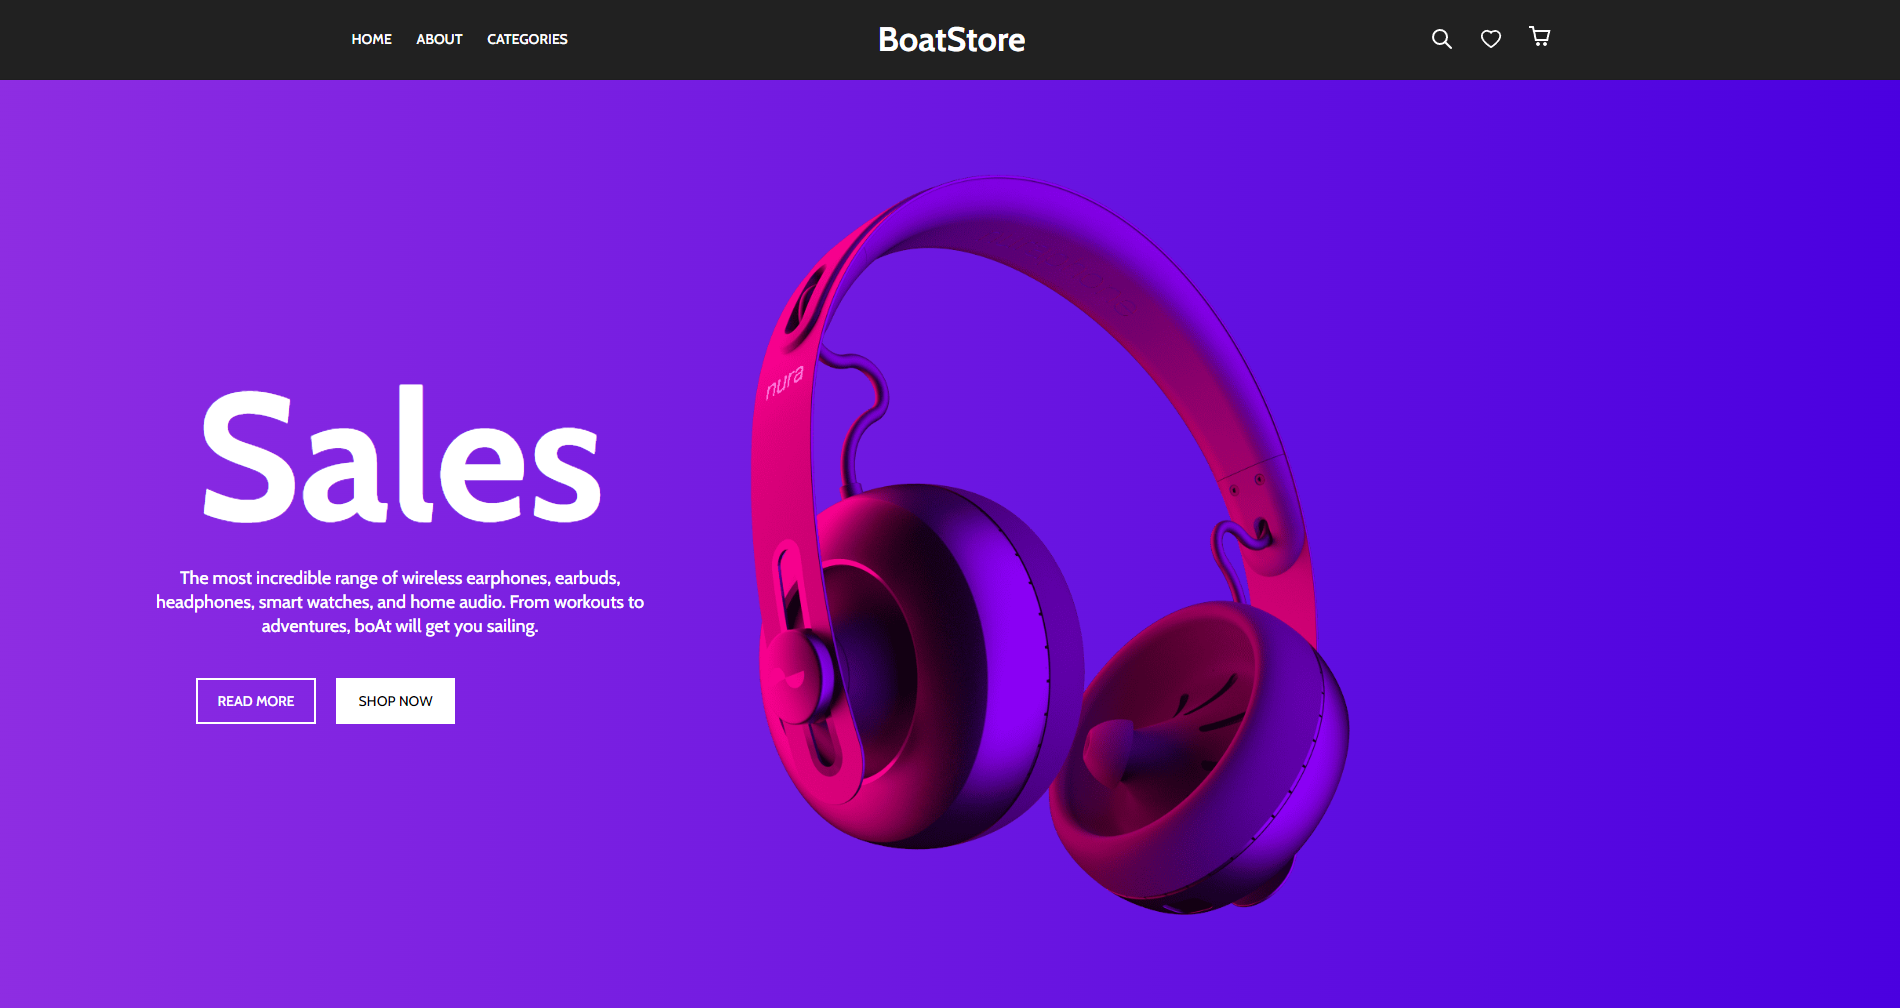 HOME ABOUT CATEGORIES BoatStore
Sales
The most incredible range of wireless earphones, earbuds,
headphones, smart watches, and home audio. From workouts to
adventures, boAt will get you sailing.
READ MORE SHOP NOW
nura